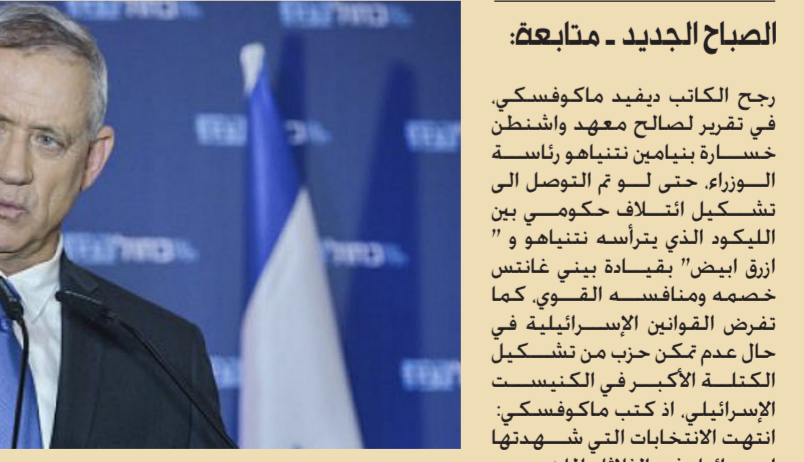 الصباح الجديد ـ متابعة:
رجح الكاتب ديفيد ماكوفسكي،
في تقرير لصالح معهد واشنطن
خسارة بنيامين نتنياهو رئاسة
الوزراء، حتى لو تم التوصل الى
تشكيل ائتلاف حكومي بين
الليكود الذي يترأسه نتنياهو و "
ازرق ابيض" بقيادة بيني غانتس
خصمه ومنافسه القوي، كما
تفرض القوانين الإسرائيلية في
حال عدم تمكن حزب من تشكيل
الكتلة الأكبر في الكنيست
الإسرائيلي، اذ كتب ماكوفسكي:
انتهت الانتخابات التي شهدتها